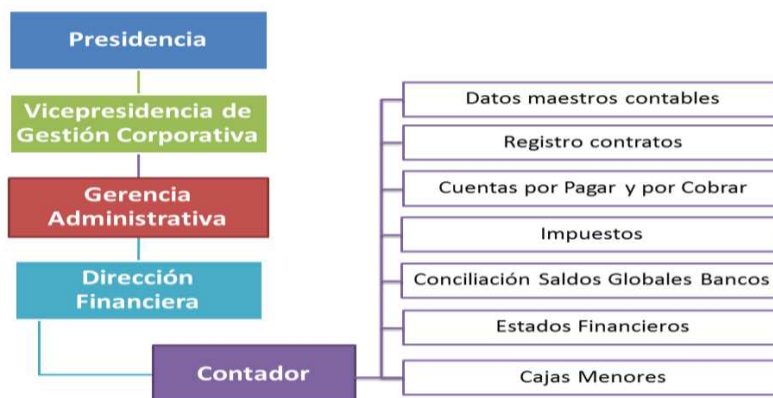 Presidencia
Vicepresidencia de
Gestión Corporativa
Gerencia
Administrativa
Dirección
Financiera
Contador
Datos maestros contables
Registro contratos
Cuentas por Pagar y por Cobrar
Impuestos
Conciliación Saldos Globales Bancos
Estados Financieros
Cajas Menores